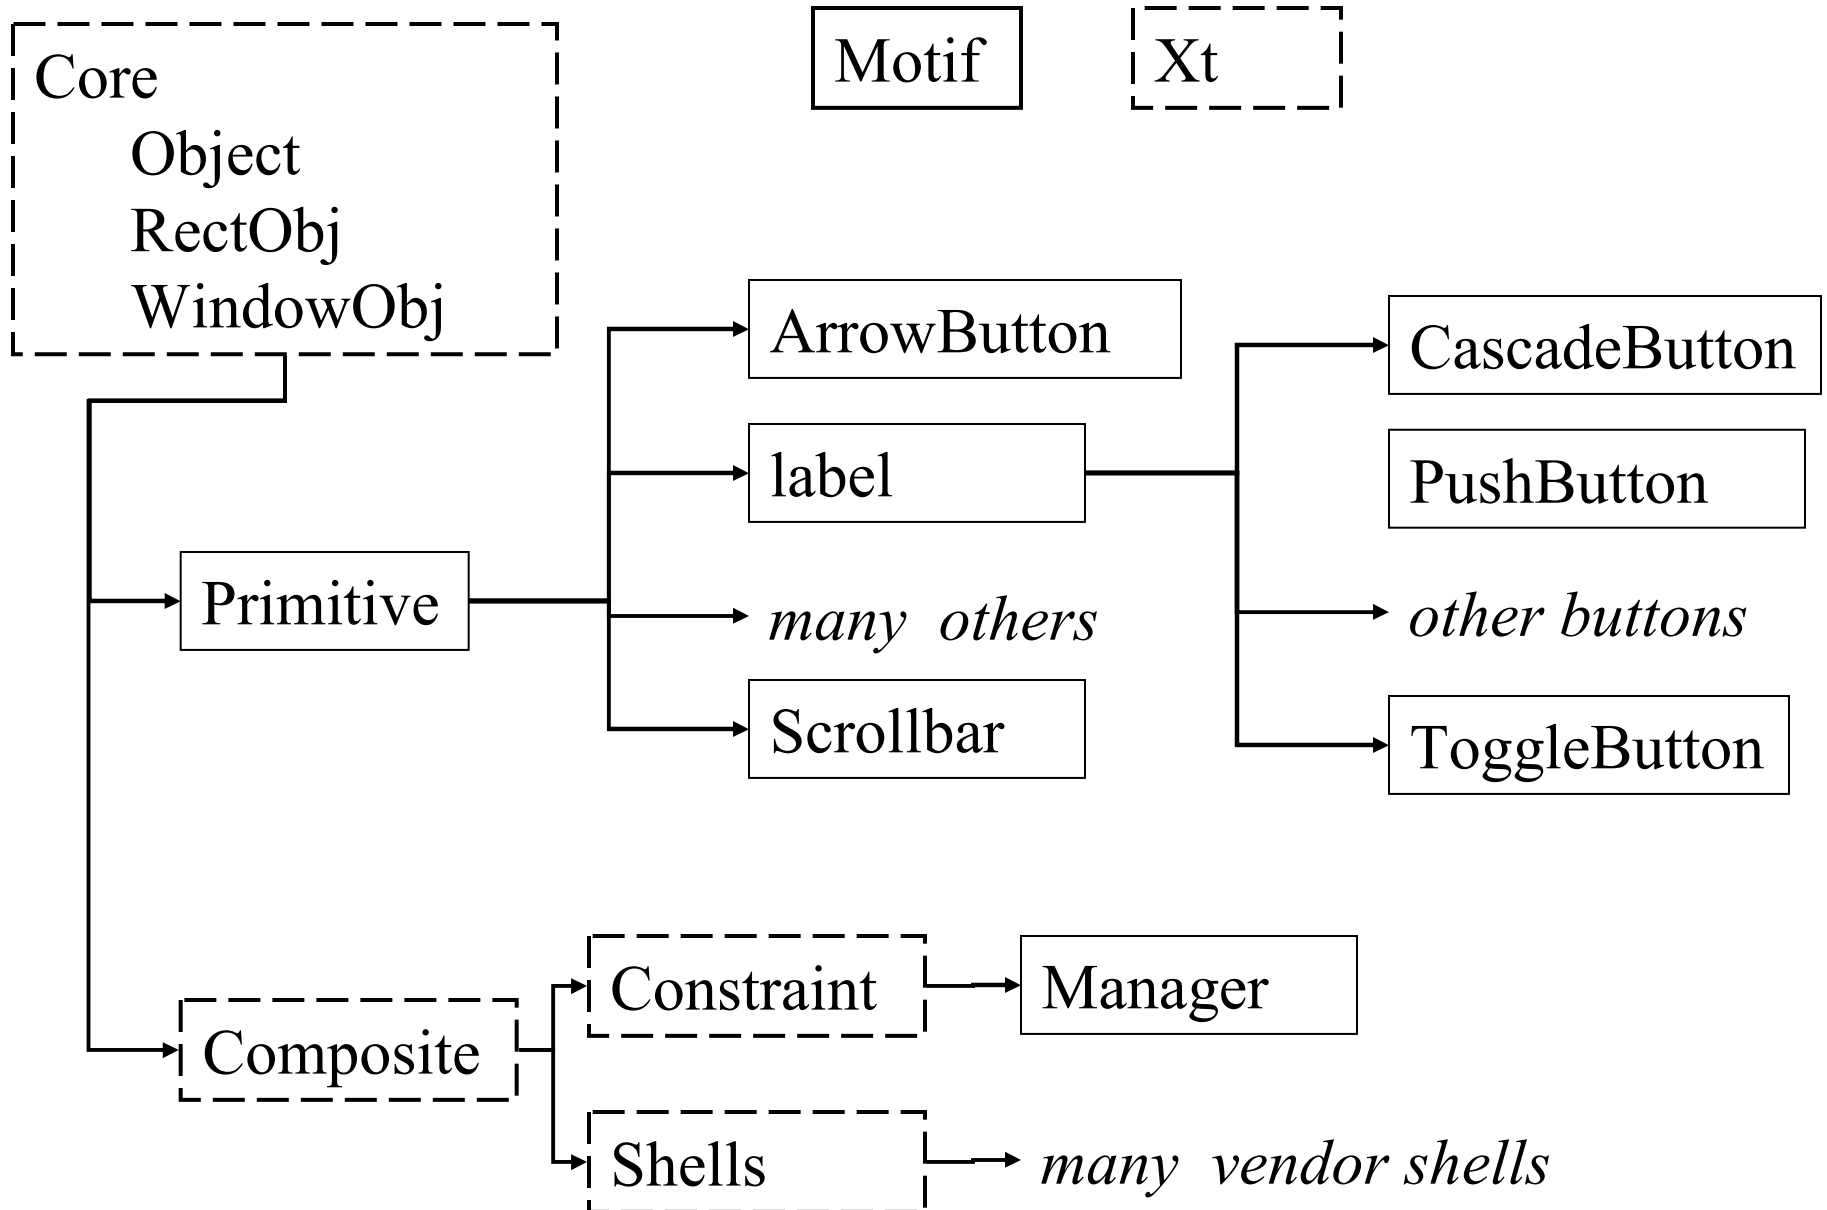 Core
Object
RectObj
WindowObj
Motif
Xt
ArrowButton
CascadeButton
label
PushButton
Primitive
many others
other buttons
Scrollbar
ToggleButton
Constraint
Manager
Composite
Shells
many vendor shells